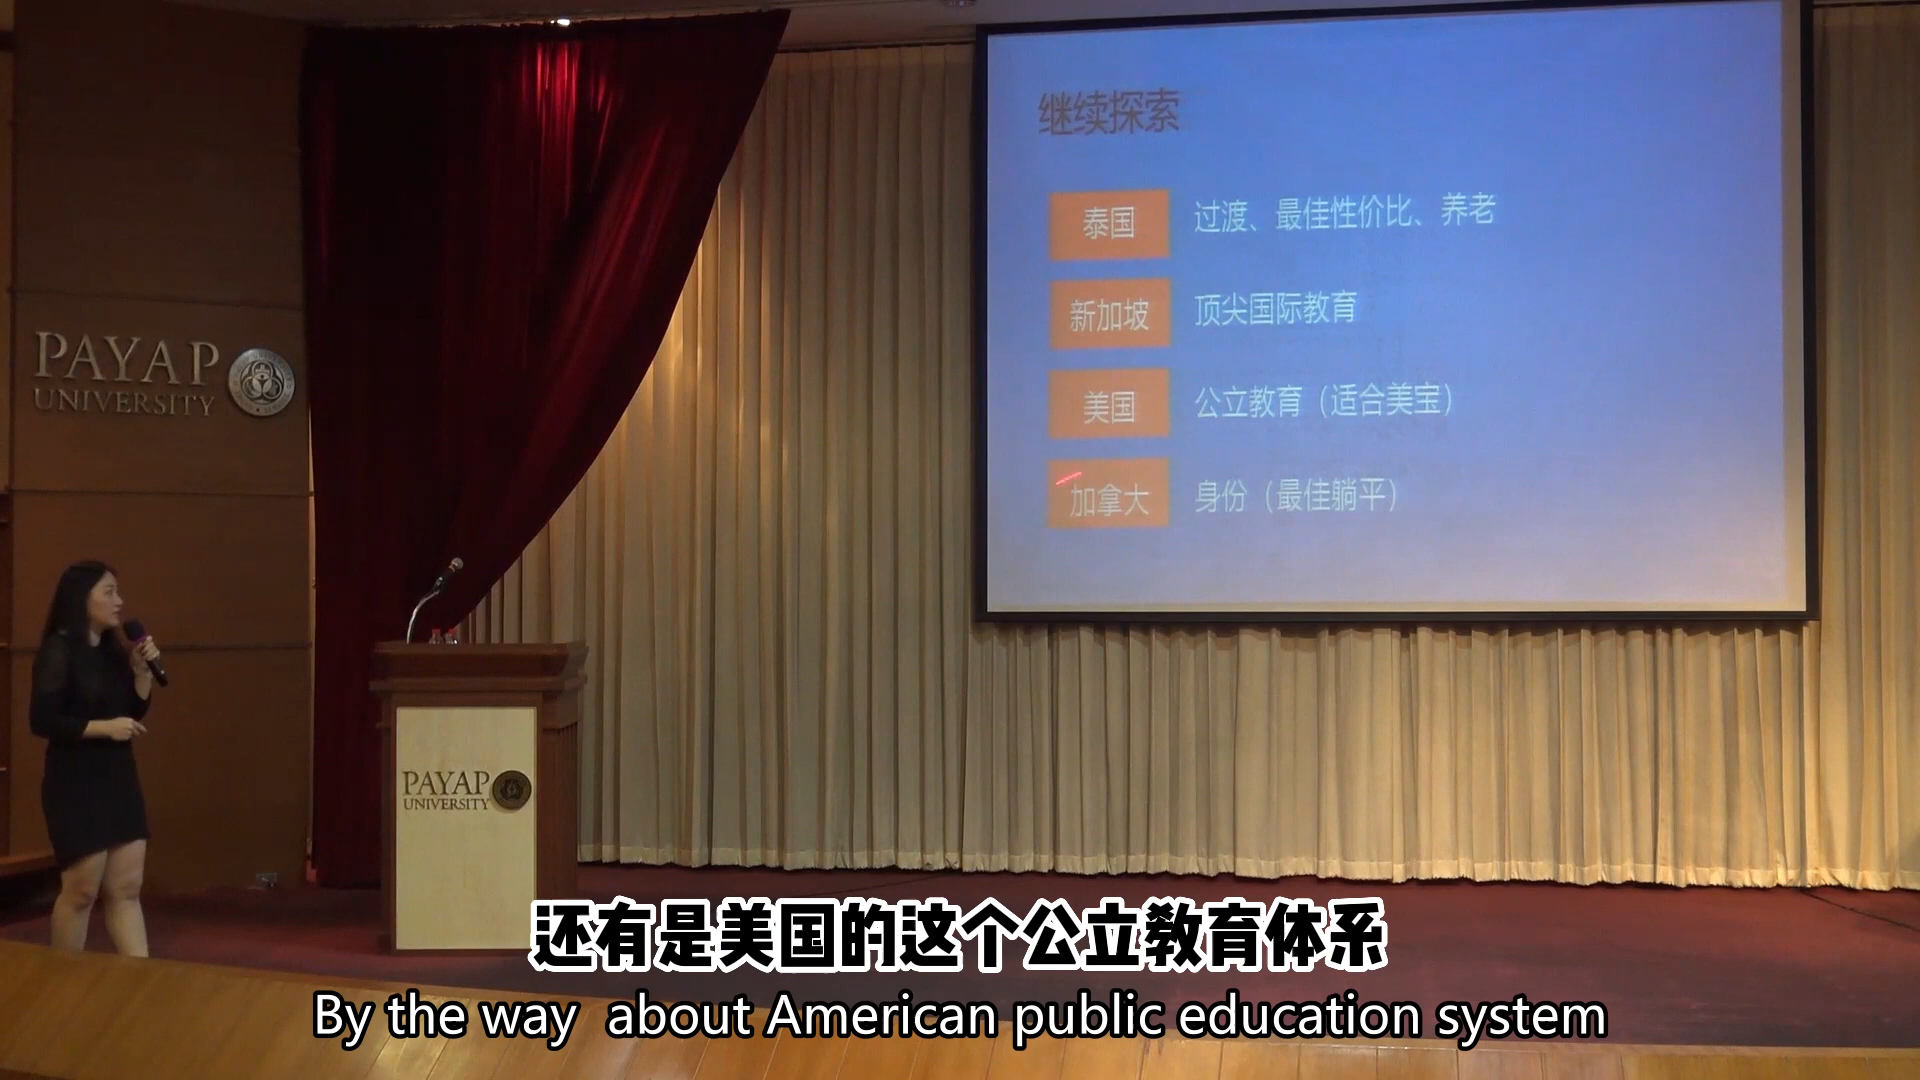 继续探索
泰国 过渡、最佳性价比、养老
新加坡 顶尖国际教育
美国 公立教育（适合美宝）
加拿大 身份（最佳躺平）
PAYAP
UNIVERSITY
PAYAP
UNIVERSITY
还有是美国的这个公立教育体系
By the way about American public education system